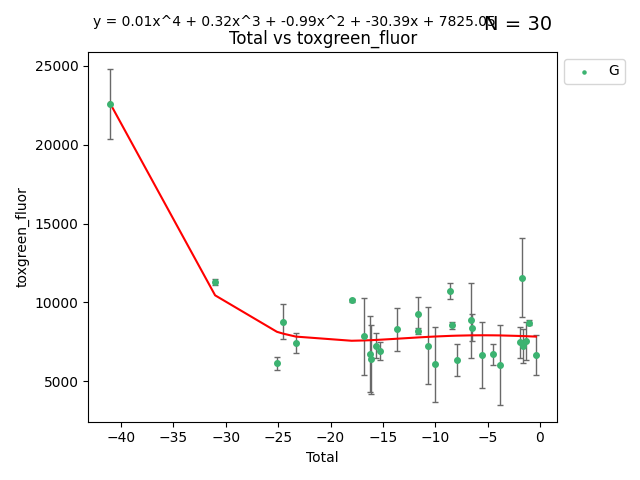 y = 0.01x^4 + 0.32x^3 + -0.99x^2 + -30.39x + 7825.05
N = 30
Total vs toxgreen_fluor
G
25000
20000
15000
10000
5000
toxgreen_fluor
−40 −35 −30 −25 −20 −15 −10 −5 0
Total